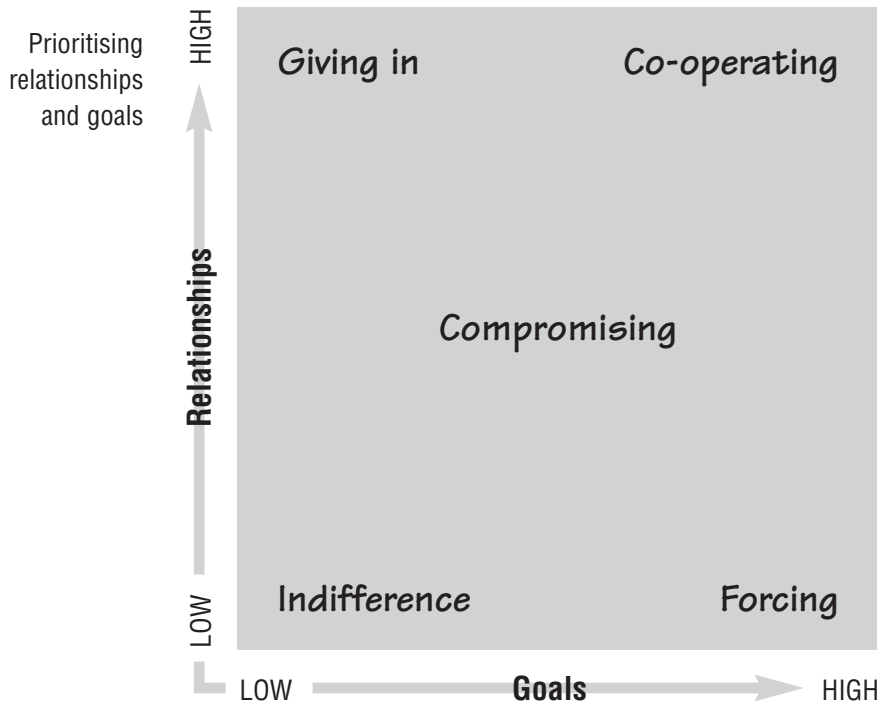 Prioritising
relationships
and goals
HIGH
Giving in
Co-operating
Relationships
Compromising
LOW
Indifference
Forcing
LOW
Goals
HIGH